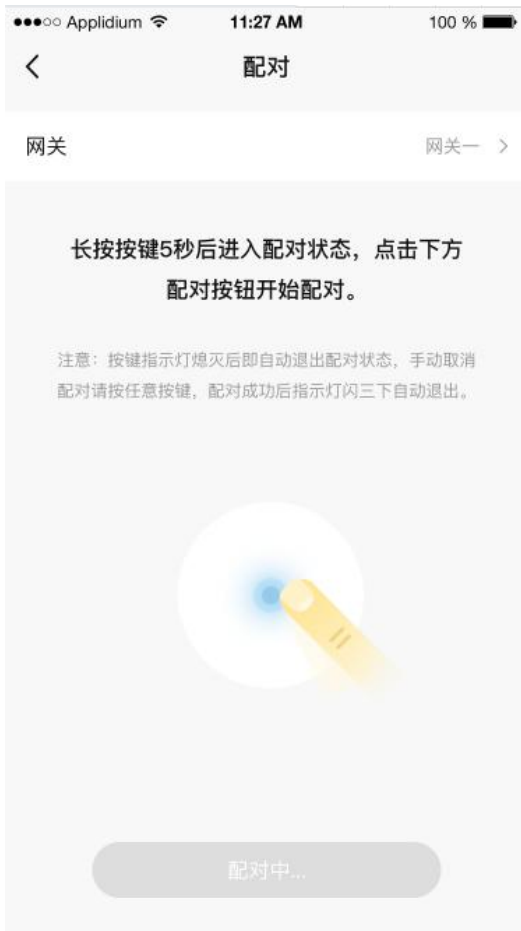 Applidium 11:27 AM 100 %
配对
网关 网关一
长按按键5秒后进入配对状态，点击下方
配对按钮开始配对。
注意：按键指示灯熄灭后即自动退出配对状态，手动取消
配对请按任意按键，配对成功后指示灯闪三下自动退出。
配对中...